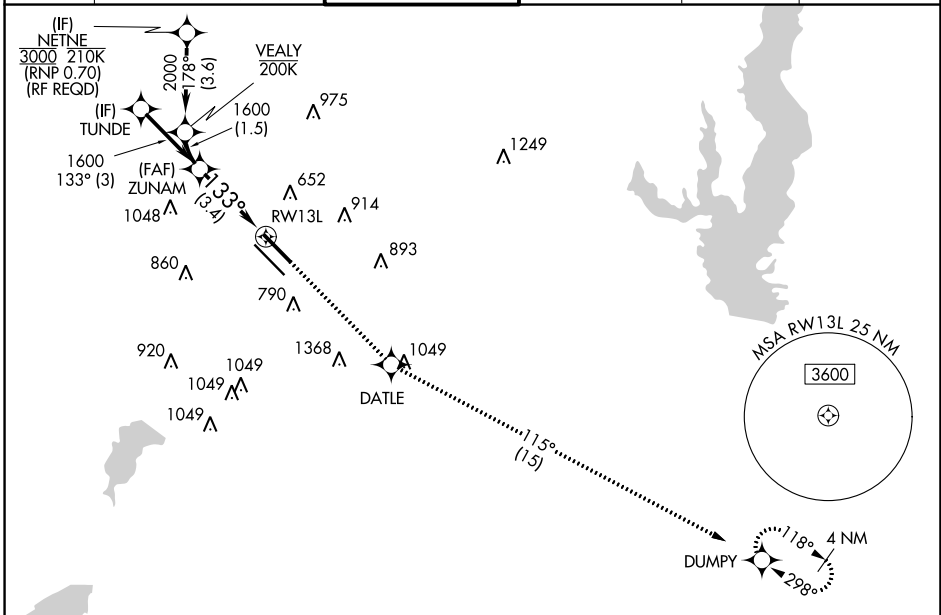 (IF)
NETNE
3000 210K
(RNP 0.70)
(RF REQD)
2000
178°
(3.6)
VEALY
200K
(IF)
TUNDE
1600
(1.5)
975
1249
1600
133° (3)
(FAF)
ZUNAM
133°
(3.4)
652
1048
914
RW13L
893
860
790
MSA RW13L 25 NM
3600
920
1368
1049
1049
1049
1049
DATLE
115°
(15)
DUMPY
118°
4 NM
298°